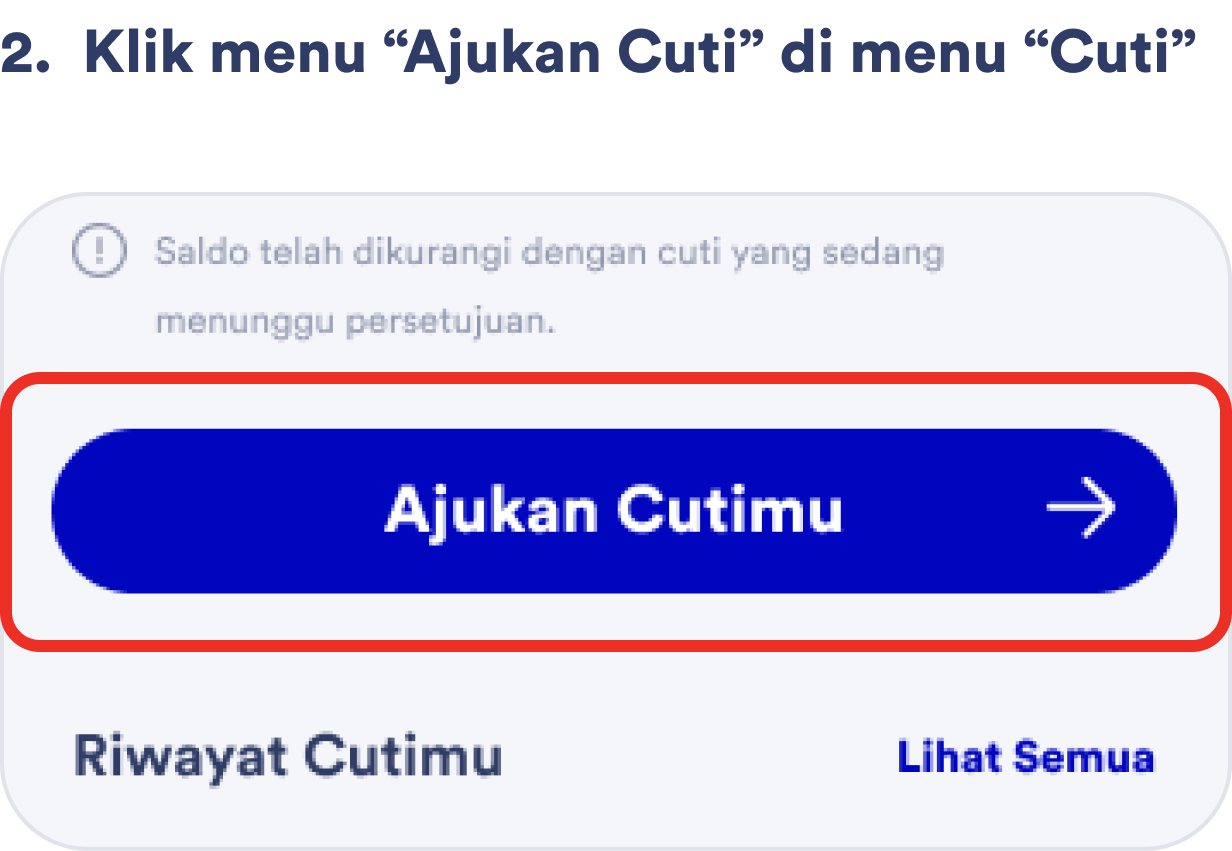 2. Klik menu “Ajukan Cuti” di menu “Cuti”
Saldo telah dikurangi dengan cuti yang sedang
menunggu persetujuan.
Ajukan Cutimu
Riwayat Cutimu
Lihat Semua